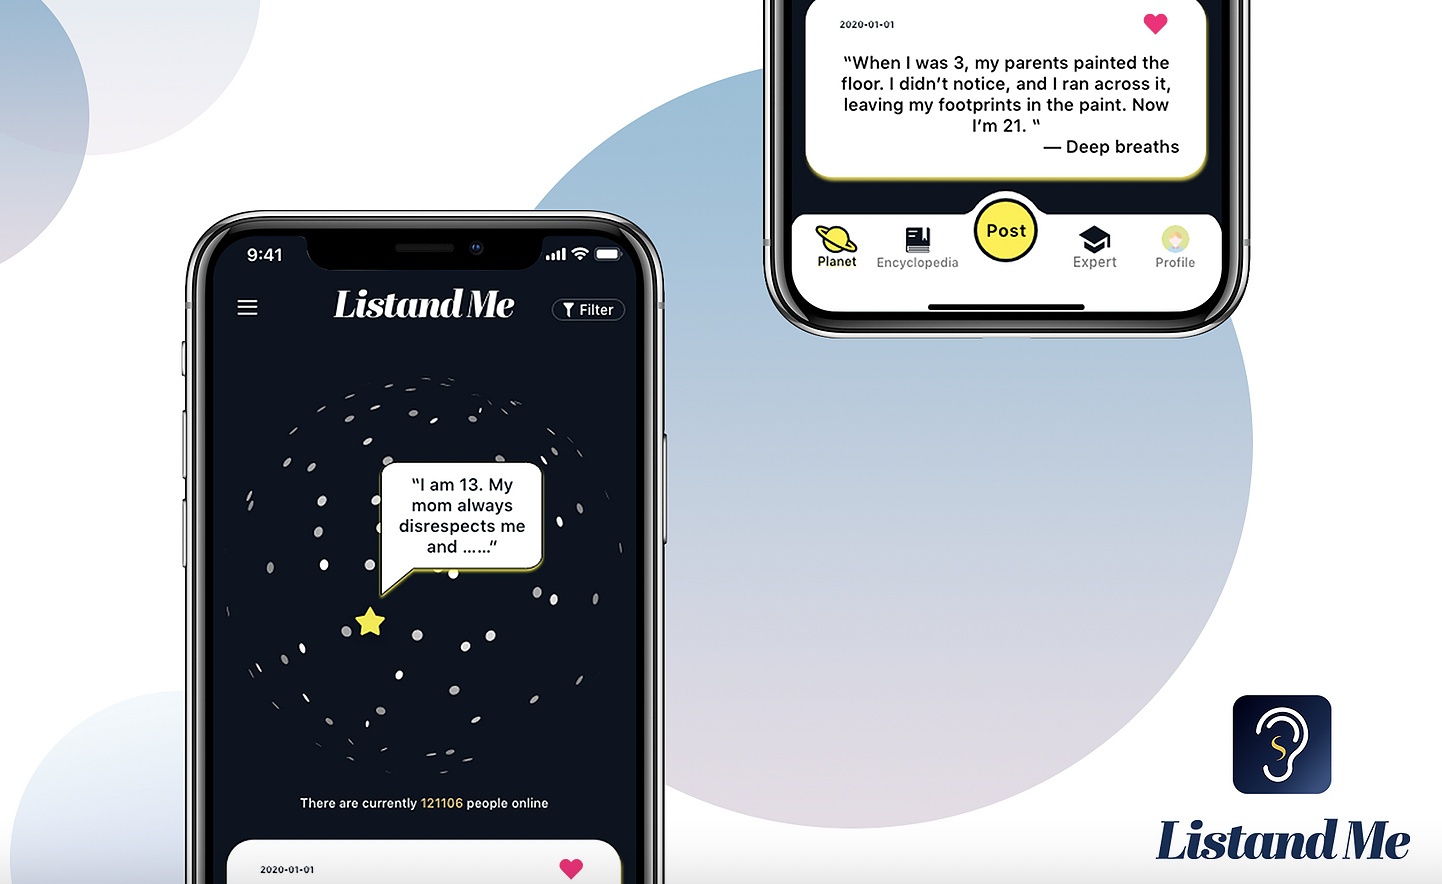 9:41
Listand Me
Filter
“I am 13. My
mom always
disrespects me
and ......”
There are currently 121106 people online
2020-01-01
2020-01-01
“When I was 3, my parents painted the
floor. I didn’t notice, and I ran across it,
leaving my footprints in the paint. Now
I’m 21. “
— Deep breaths
Planet
Encyclopedia
Post
Expert
Profile
Listand Me